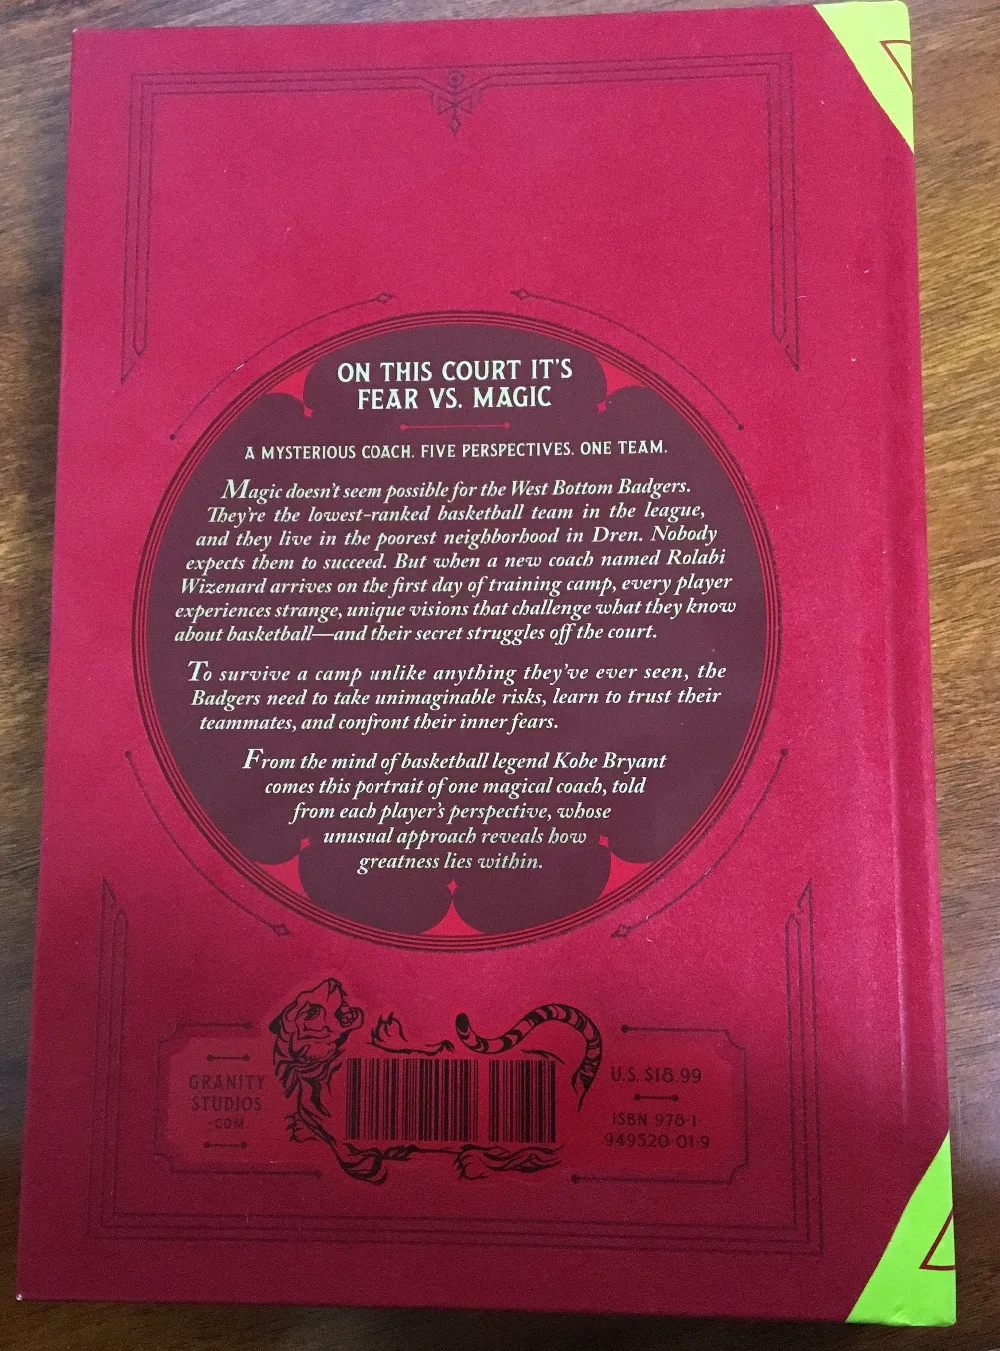 ON THIS COURT IT'S
FEAR VS. MAGIC
A MYSTERIOUS COACH. FIVE PERSPECTIVES. ONE TEAM.
Magic doesn't seem possible for the West Bottom Badgers.
They're the lowest-ranked basketball team in the league,
and they live in the poorest neighborhood in Dren. Nobody
expects them to succeed. But when a new coach named Rolabi
Wizenard arrives on the first day of training camp, every player
experiences strange, unique visions that challenge what they know
about basketball—and their secret struggles off the court.
To survive a camp unlike anything they've ever seen, the
Badgers need to take unimaginable risks, learn to trust their
teammates, and confront their inner fears.
From the mind of basketball legend Kobe Bryant
comes this portrait of one magical coach, told
from each player's perspective, whose
unusual approach reveals how
greatness lies within.
GRANITY
STUDIOS
.COM
U.S. $18.99
ISBN 978-1-
949520-01-9